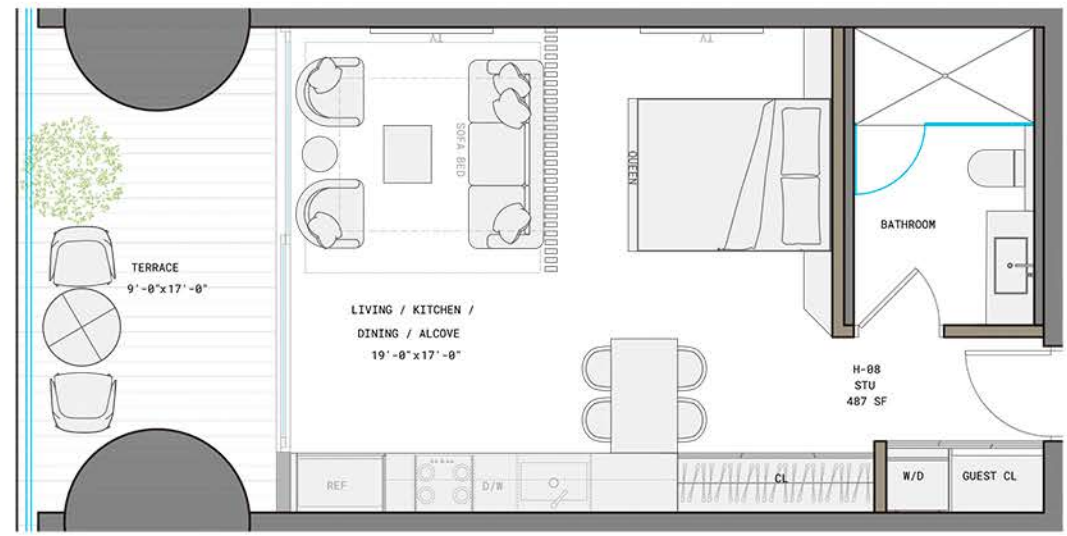 TV
TV
SOFA BED
QUEEN
BATHROOM
TERRACE
9'-0"x17'-0"
LIVING / KITCHEN /
DINING / ALCOVE
19'-0"x17'-0"
H-08
STU
487 SF
REF
D/W
CL
W/D
GUEST CL